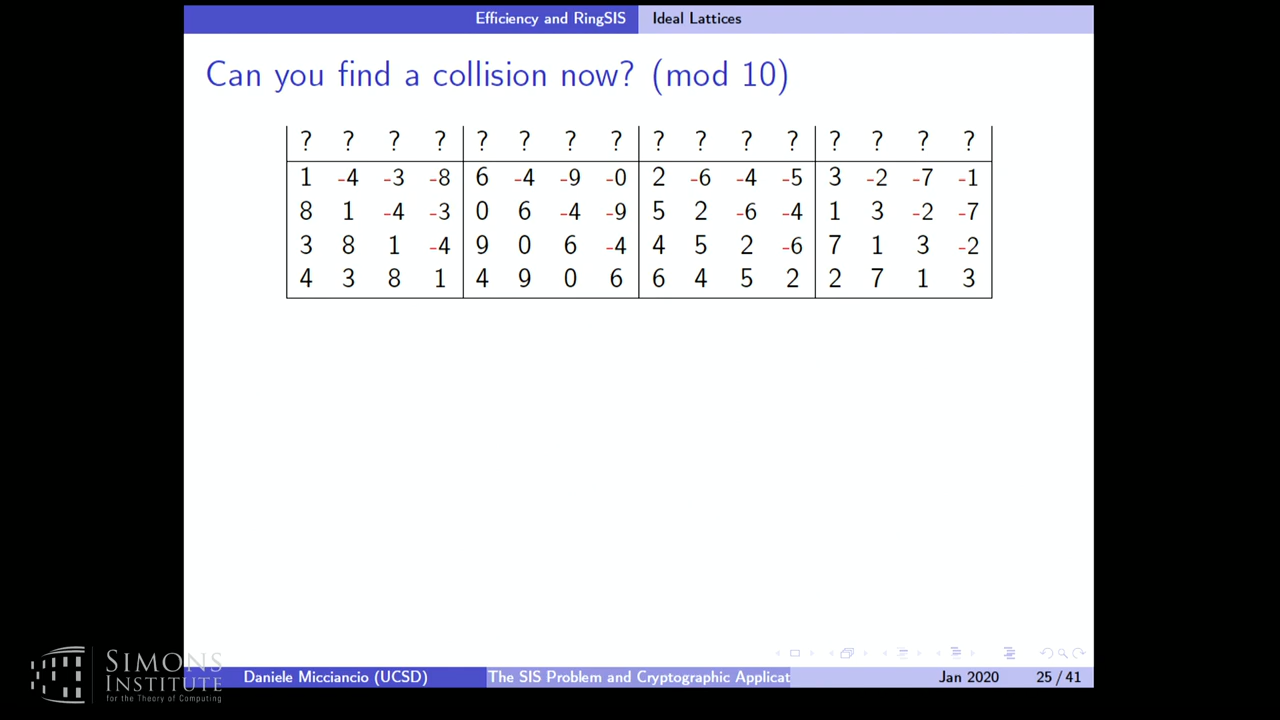 Efficiency and RingSIS Ideal Lattices
Can you find a collision now? (mod 10)
? ? ? ? ? ? ? ? ? ? ? ? ? ? ? ?
1 -4 -3 -8 6 -4 -9 -0 2 -6 -4 -5 3 -2 -7 -1
8 1 -4 -3 0 6 -4 -9 5 2 -6 -4 1 3 -2 -7
3 8 1 -4 9 0 6 -4 4 5 2 -6 7 1 3 -2
4 3 8 1 4 9 0 6 6 4 5 2 2 7 1 3
SIMONS
INSTITUTE
for the Theory of Computing
Daniele Micciancio (UCSD) The SIS Problem and Cryptographic Applicat Jan 2020 25 / 41